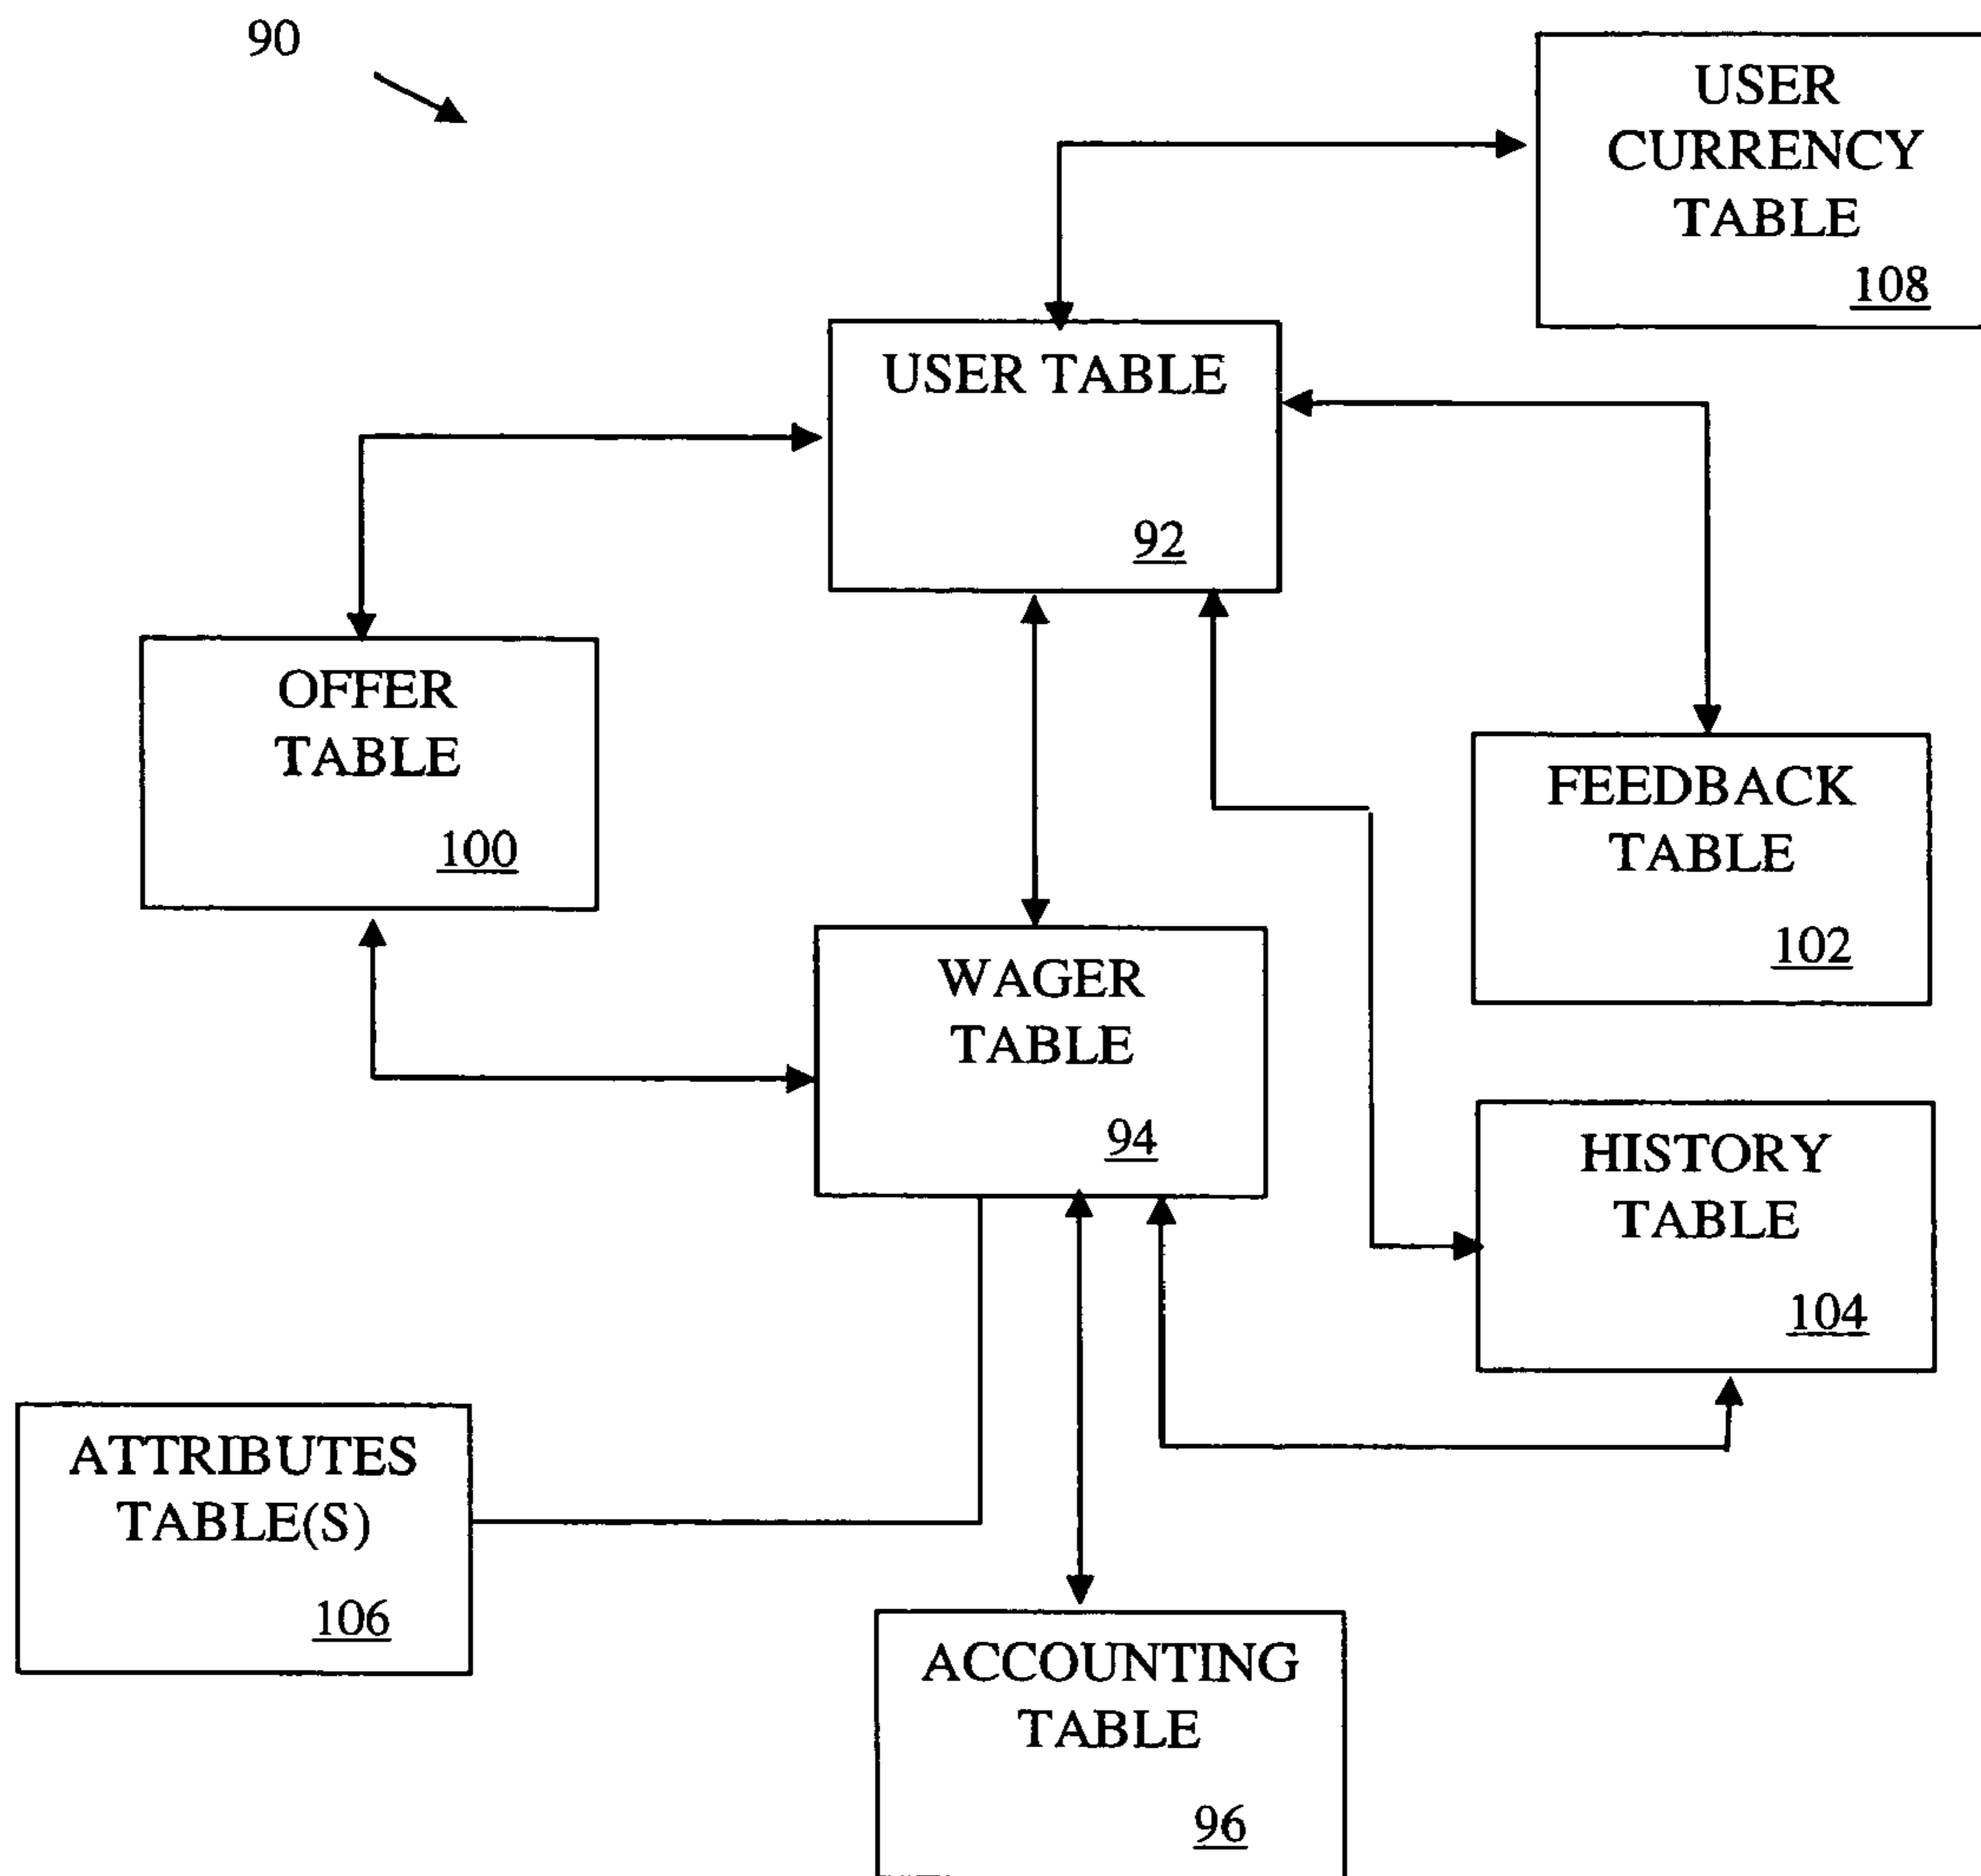 90
USER
CURRENCY
TABLE
108
USER TABLE
92
OFFER
TABLE
100
FEEDBACK
TABLE
102
WAGER
TABLE
94
HISTORY
TABLE
104
ATTRIBUTES
TABLE(S)
106
ACCOUNTING
TABLE
96